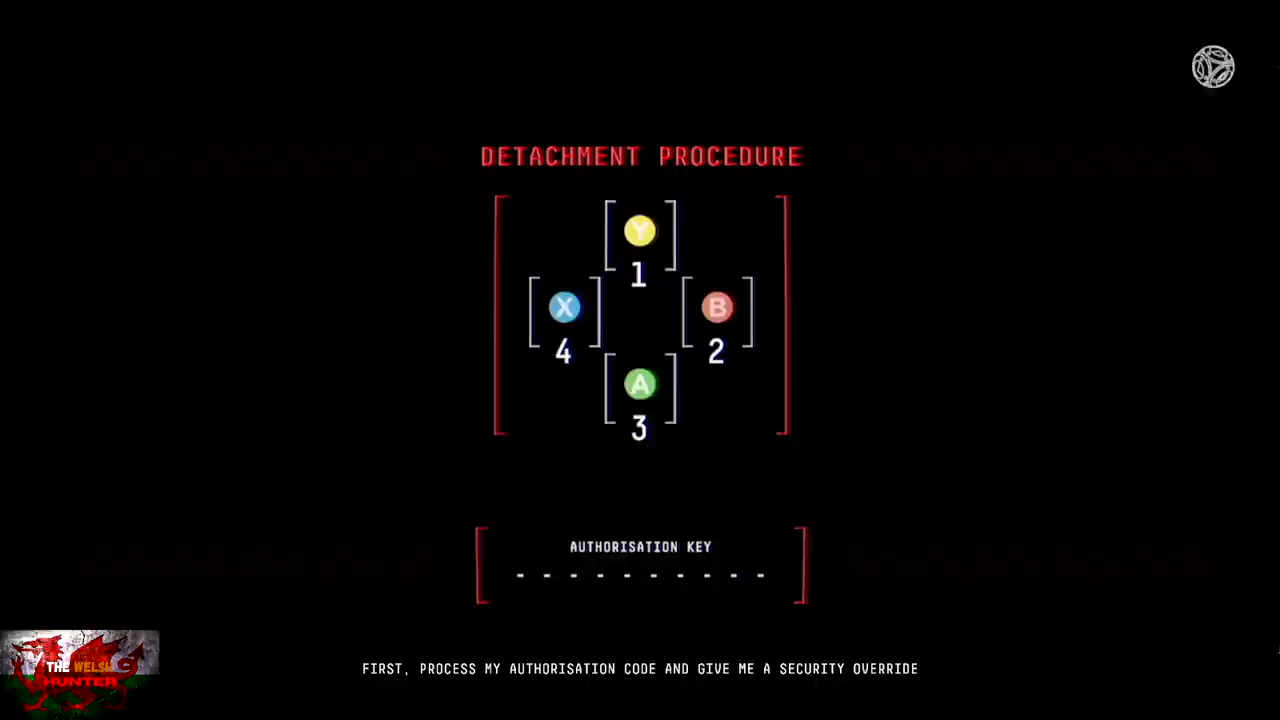 DETACHMENT PROCEDURE
Y
1
X
B
4
2
A
3
AUTHORISATION KEY
- - - - - - - - - -
THE WELSH
HUNTER
FIRST, PROCESS MY AUTHORISATION CODE AND GIVE ME A SECURITY OVERRIDE